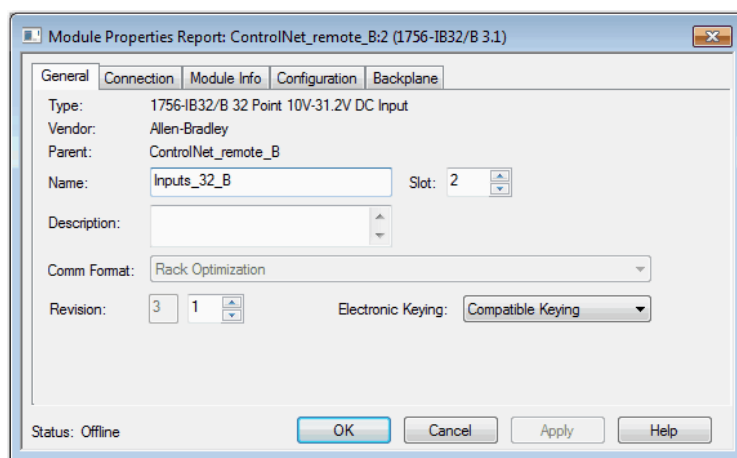 Module Properties Report: ControlNet_remote_B:2 (1756-IB32/B 3.1)
General Connection Module Info Configuration Backplane
Type: 1756-IB32/B 32 Point 10V-31.2V DC Input
Vendor: Allen-Bradley
Parent: ControlNet_remote_B
Name: Inputs_32_B Slot: 2
Description:
Comm Format: Rack Optimization
Revision: 3 1 Electronic Keying: Compatible Keying
Status: Offline OK Cancel Apply Help